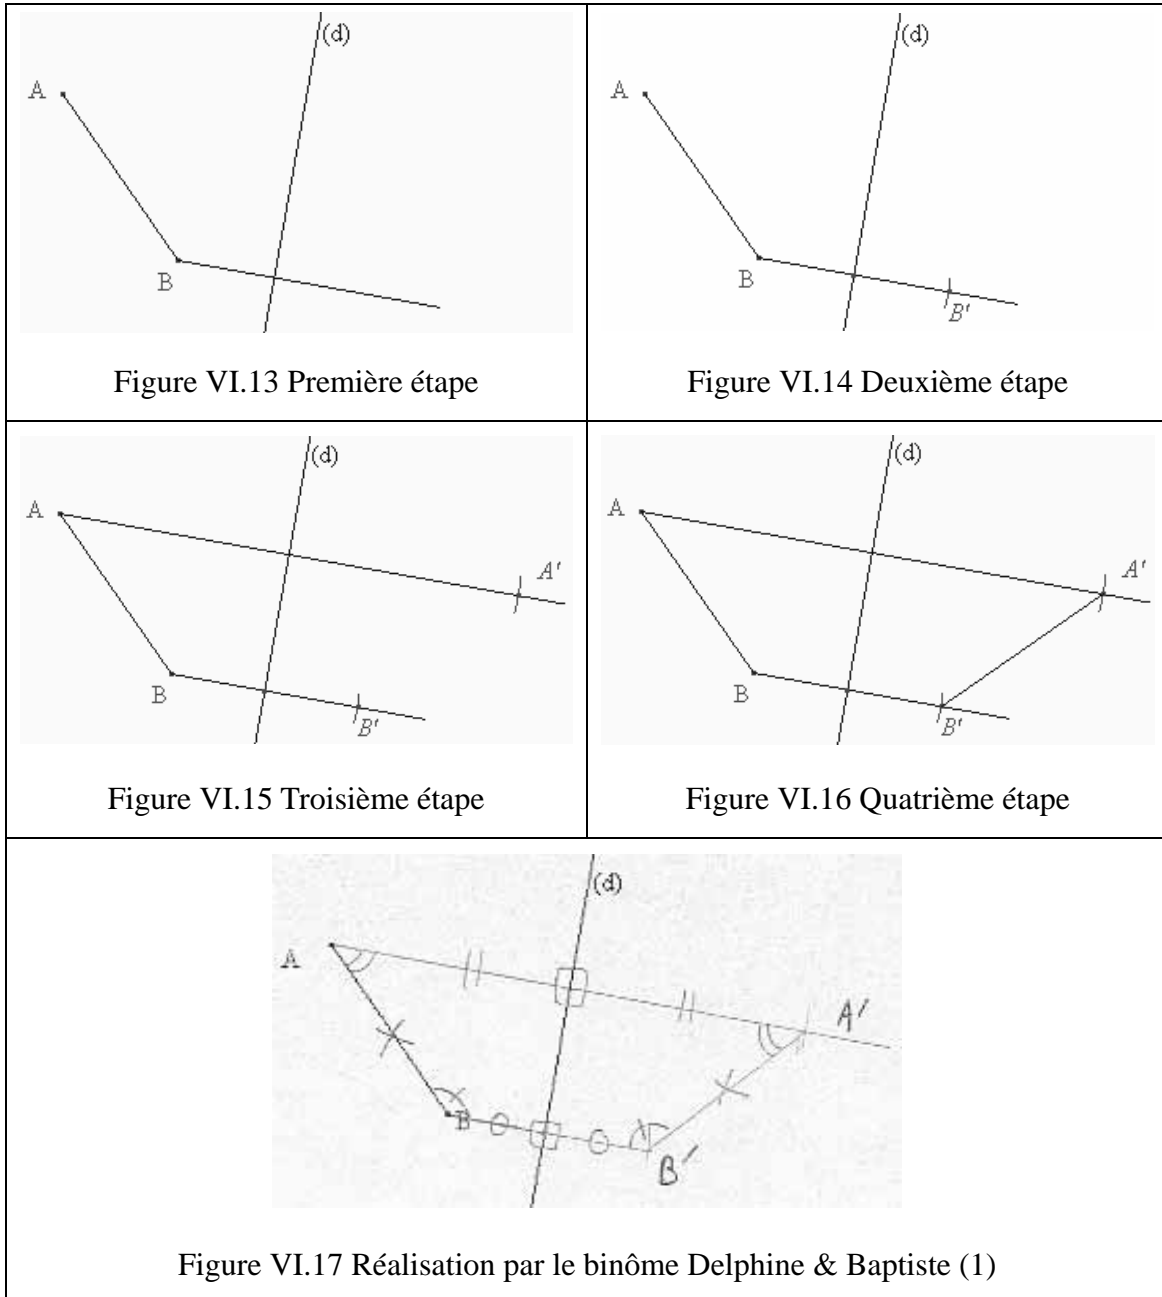 (d)
A
B
Figure VI.13 Première étape
(d)
A
B
B'
Figure VI.14 Deuxième étape
(d)
A
A'
B
B'
Figure VI.15 Troisième étape
(d)
A
A'
B
B'
Figure VI.16 Quatrième étape
(d)
A
A'
B
B'
Figure VI.17 Réalisation par le binôme Delphine & Baptiste (1)